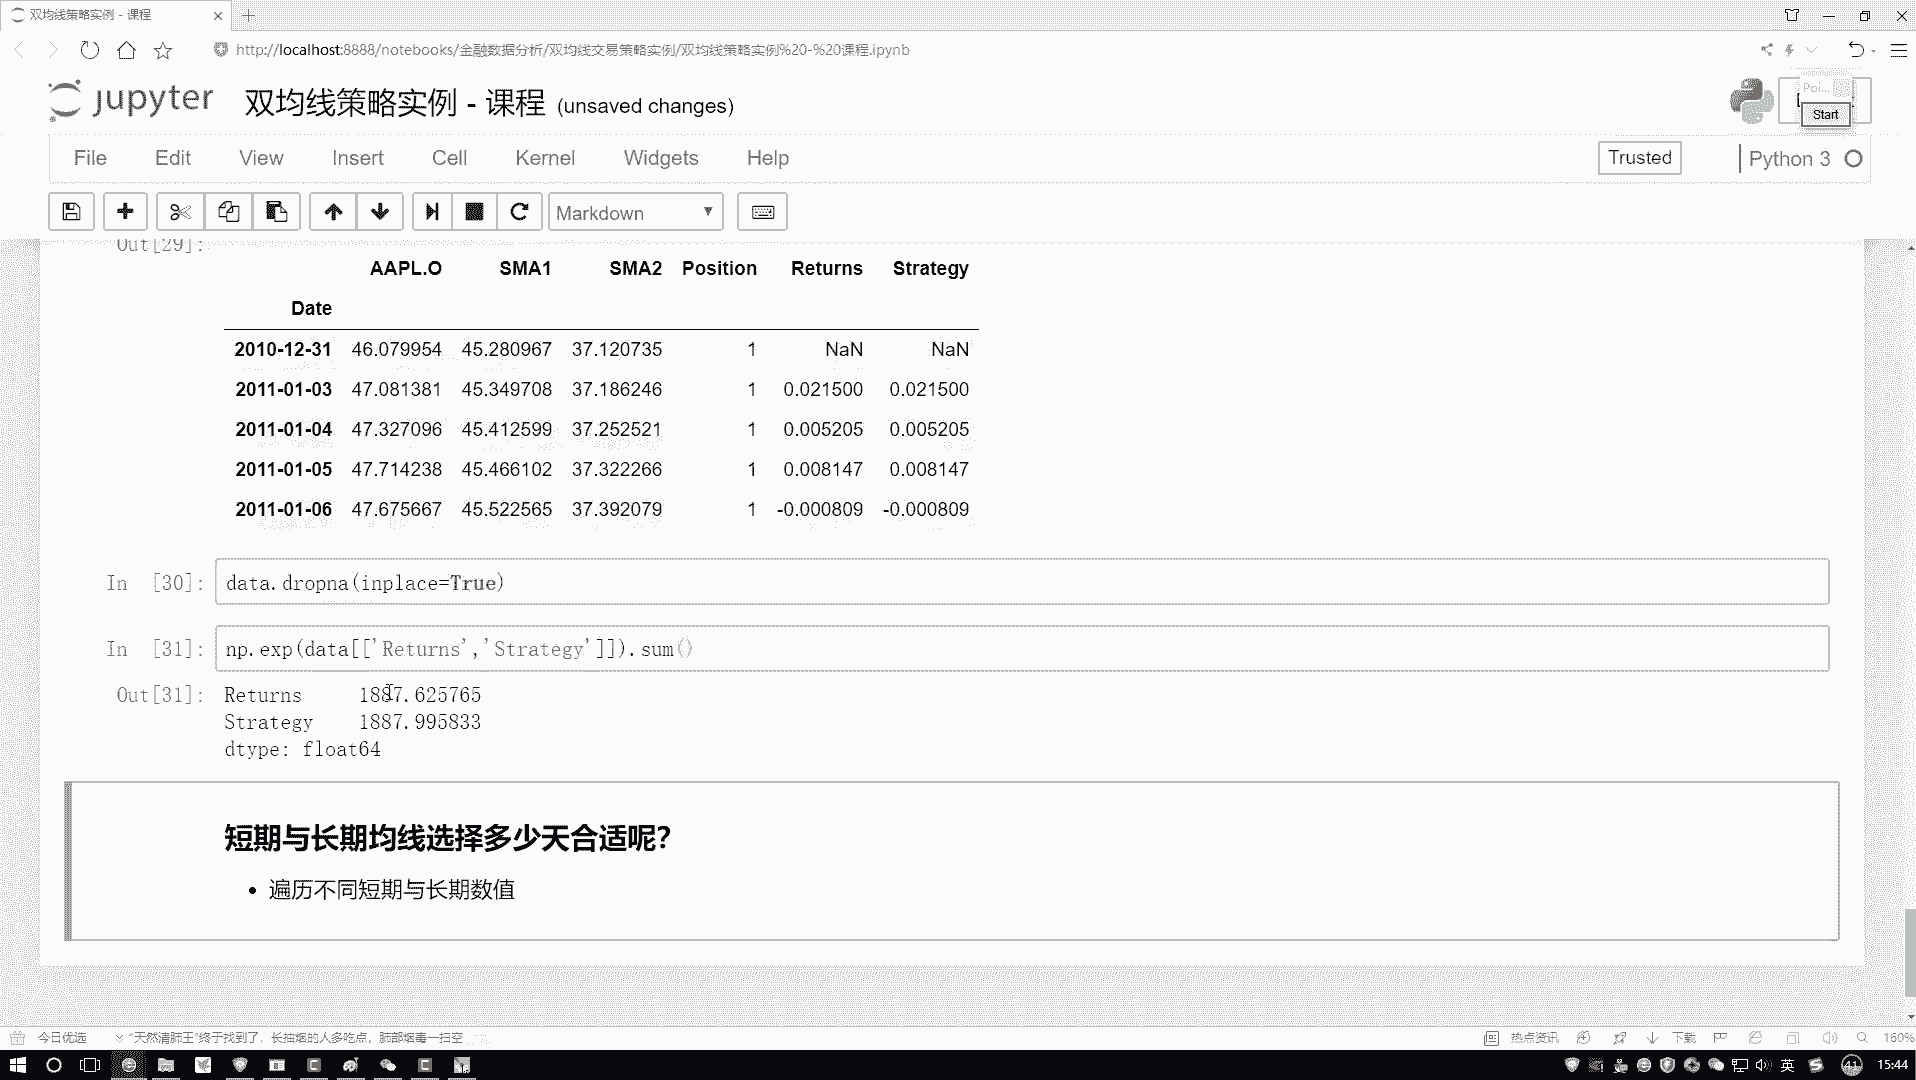 双均线策略实例 - 课程
http://localhost:8888/notebooks/金融数据分析/双均线交易策略实例/双均线策略实例%20-%20课程.ipynb
jupyter 双均线策略实例 - 课程 (unsaved changes)
Poi...
Start
File Edit View Insert Cell Kernel Widgets Help Trusted Python 3
Markdown
Out[29]:
AAPL.O SMA1 SMA2 Position Returns Strategy
Date
2010-12-31 46.079954 45.280967 37.120735 1 NaN NaN
2011-01-03 47.081381 45.349708 37.186246 1 0.021500 0.021500
2011-01-04 47.327096 45.412599 37.252521 1 0.005205 0.005205
2011-01-05 47.714238 45.466102 37.322266 1 0.008147 0.008147
2011-01-06 47.675667 45.522565 37.392079 1 -0.000809 -0.000809
In [30]: data.dropna(inplace=True)
In [31]: np.exp(data[['Returns','Strategy']]).sum()
Out[31]: Returns 1887.625765
Strategy 1887.995833
dtype: float64
短期与长期均线选择多少天合适呢?
• 遍历不同短期与长期数值
今日优选 "天然清肺王"终于找到了，长抽烟的人多吃点，肺部烟毒一扫空 热点资讯 下载 160%
英 41 15:44